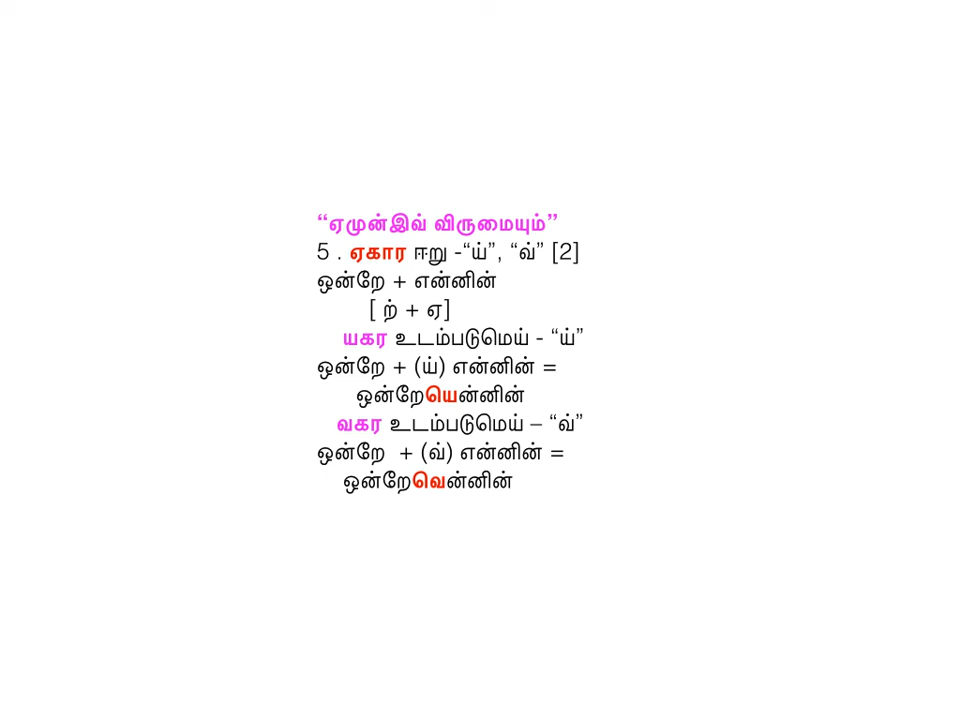 “ஏமுன்இவ் விருமையும்”
5 . ஏகார ஈறு -“ய்”, “வ்” [2]
ஒன்றே + என்னின்
[ ற் + ஏ]
யகர உடம்படுமெய் - “ய்”
ஒன்றே + (ய்) என்னின் =
ஒன்றேயென்னின்
வகர உடம்படுமெய் – “வ்”
ஒன்றே + (வ்) என்னின் =
ஒன்றேவென்னின்